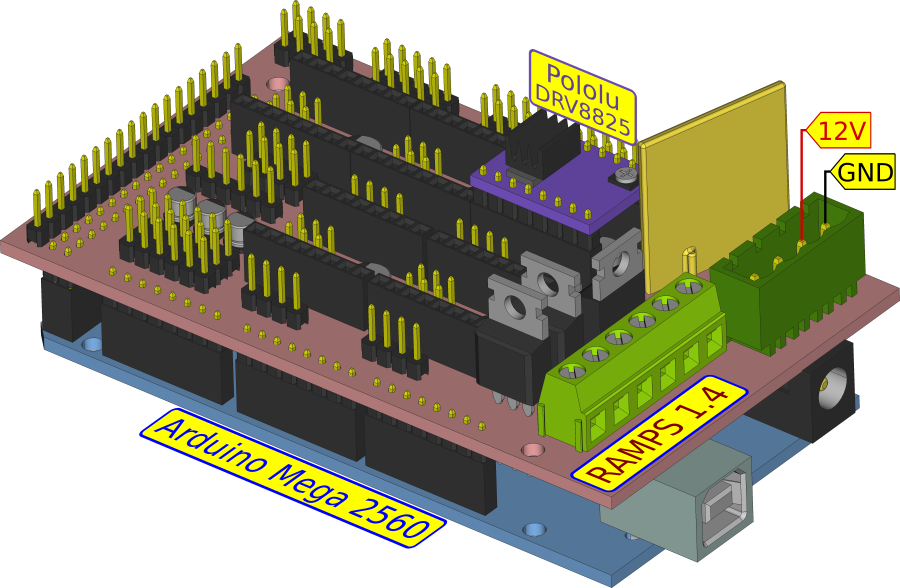 Pololu
DRV8825
12V
GND
RAMPS 1.4
Arduino Mega 2560